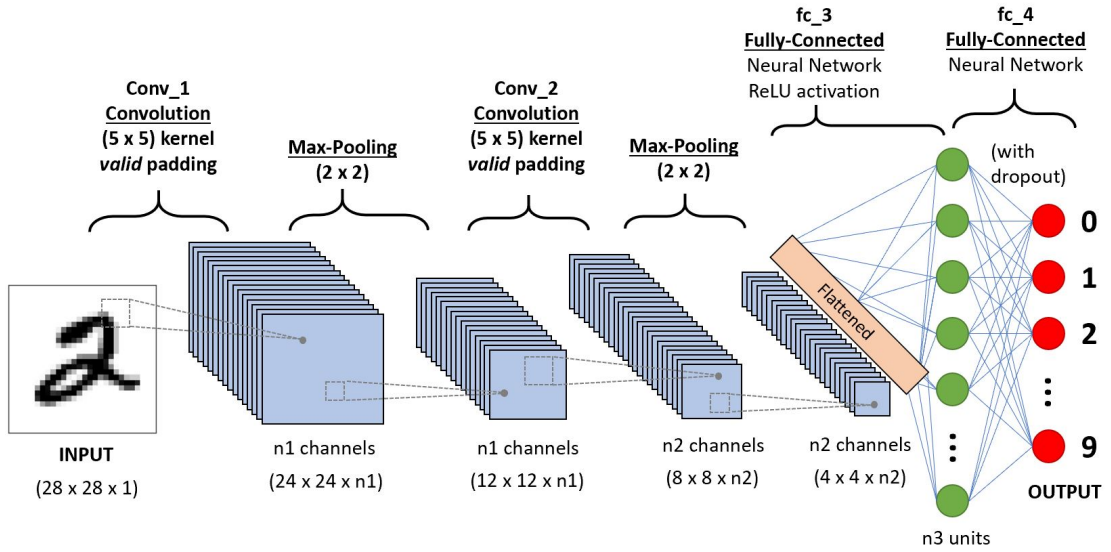 Conv_1
Convolution
(5 x 5) kernel
valid padding
Max-Pooling
(2 x 2)
Conv_2
Convolution
(5 x 5) kernel
valid padding
Max-Pooling
(2 x 2)
fc_3
Fully-Connected
Neural Network
ReLU activation
fc_4
Fully-Connected
Neural Network
(with
dropout)
2
INPUT
(28 x 28 x 1)
n1 channels
(24 x 24 x n1)
n1 channels
(12 x 12 x n1)
n2 channels
(8 x 8 x n2)
n2 channels
(4 x 4 x n2)
Flattened
n3 units
0
1
2
9
OUTPUT